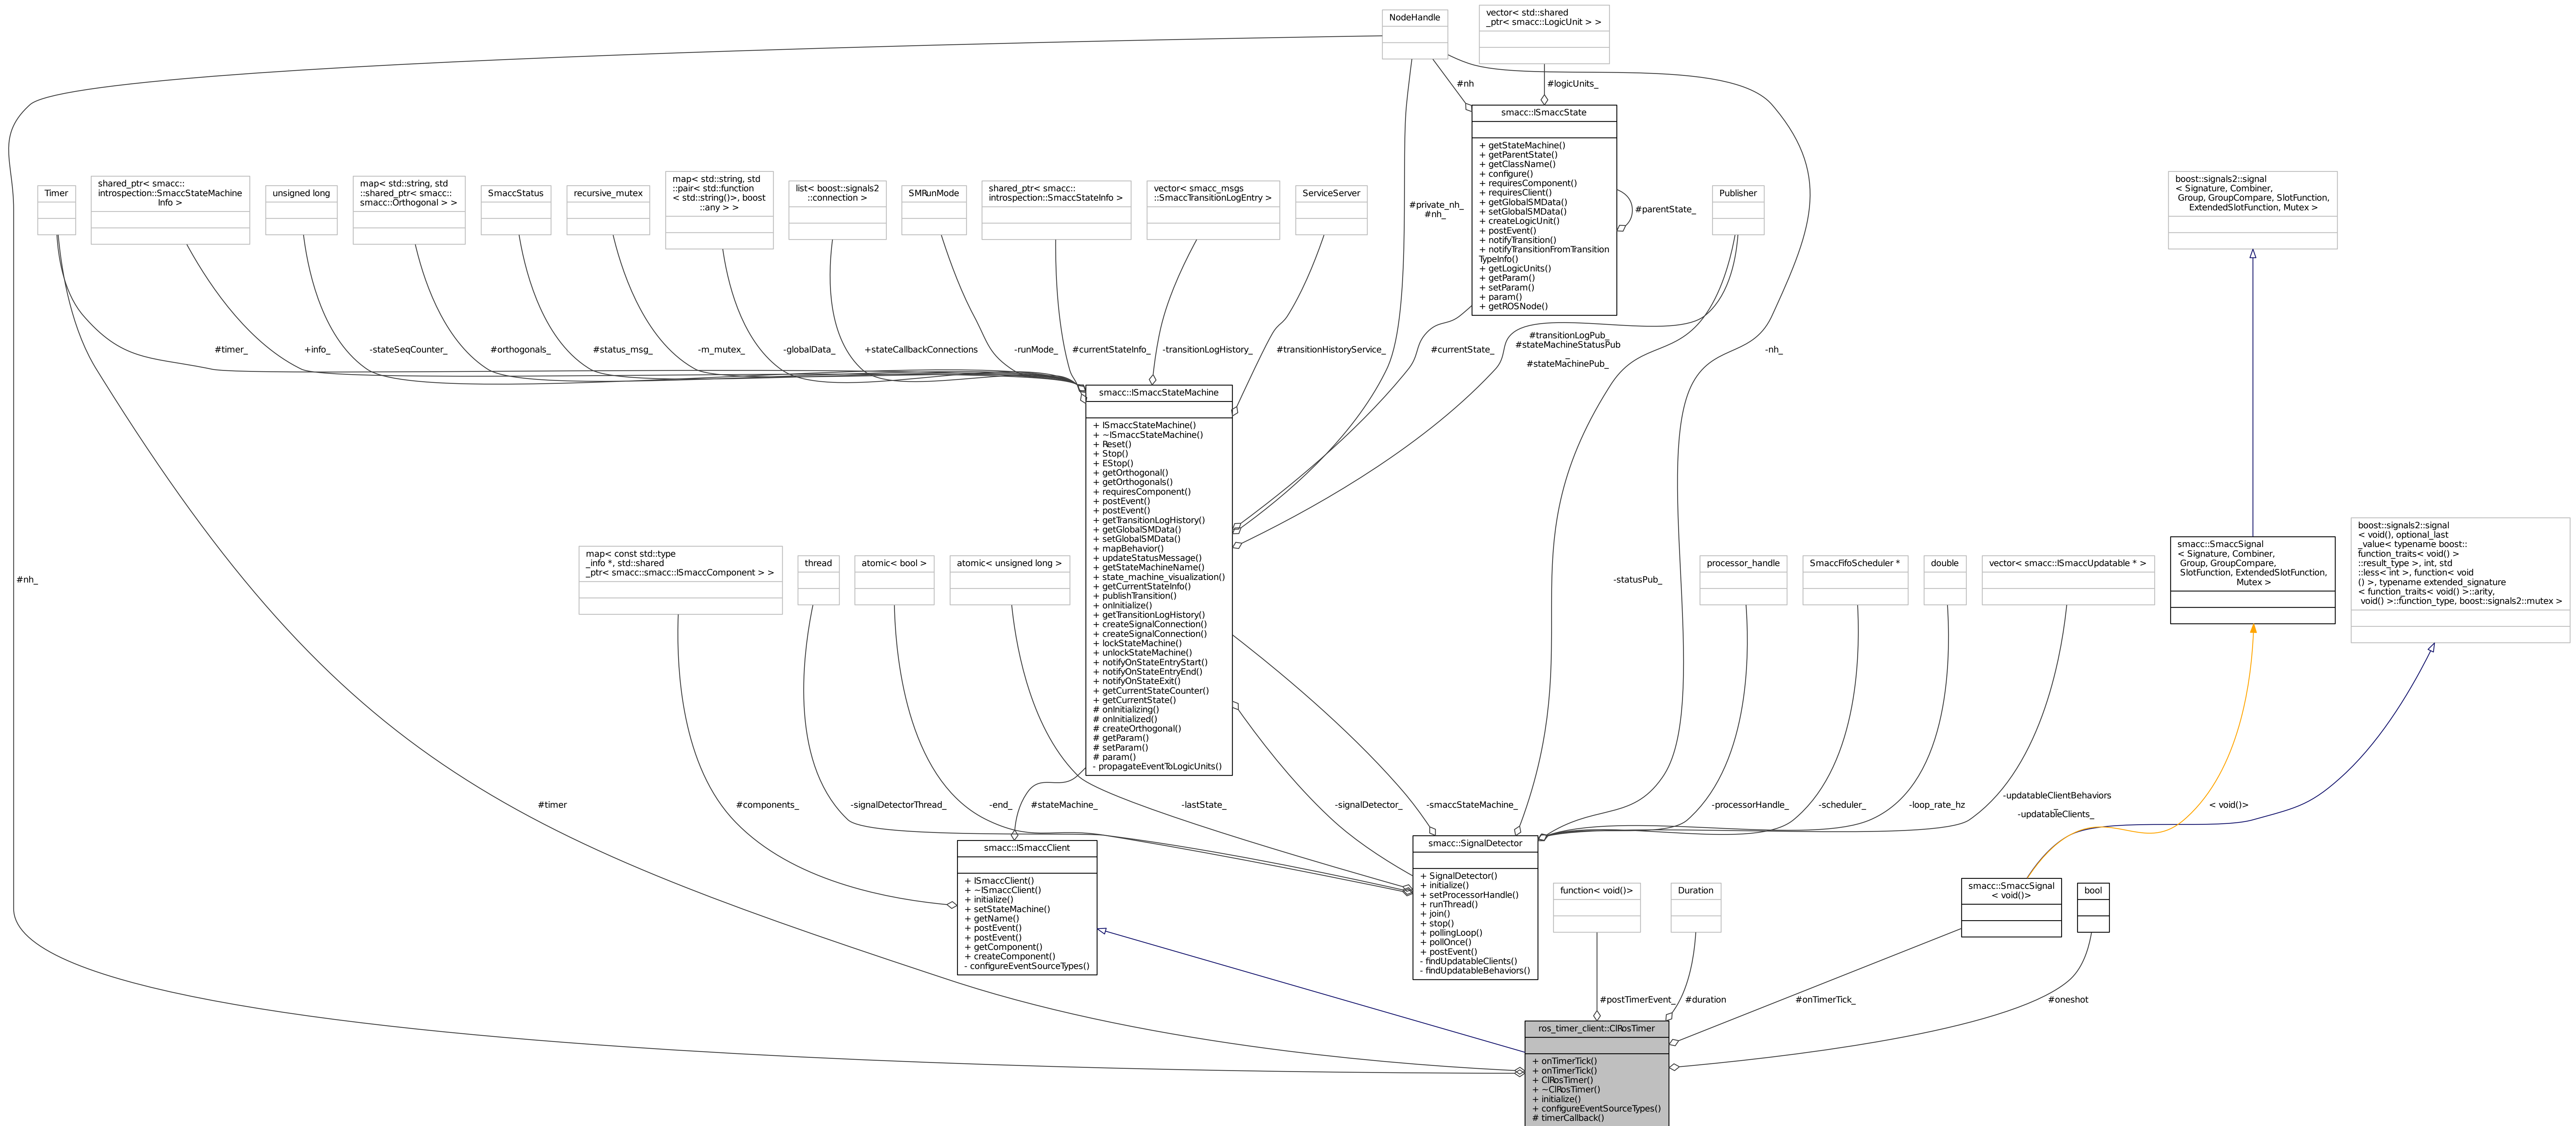 NodeHandle
vector< std::shared
_ptr< smacc::LogicUnit > >
#nh
#logicUnits_
smacc::ISmaccState
+ getStateMachine()
+ getParentState()
+ getClassName()
+ configure()
+ requiresComponent()
+ requiresClient()
+ getGlobalSMData()
+ setGlobalSMData()
+ createLogicUnit()
+ postEvent()
+ notifyTransition()
+ notifyTransitionFromTransition
TypeInfo()
+ getLogicUnits()
+ getParam()
+ setParam()
+ param()
+ getROSNode()
#parentState_
Timer
shared_ptr< smacc::
introspection::SmaccStateMachine
Info >
unsigned long
map< std::string, std
::shared_ptr< smacc::
smacc::Orthogonal > >
SmaccStatus
recursive_mutex
map< std::string, std
::pair< std::function
< std::string()>, boost
::any > >
list< boost::signals2
::connection >
SMRunMode
shared_ptr< smacc::
introspection::SmaccStateInfo >
vector< smacc_msgs
::SmaccTransitionLogEntry >
ServiceServer
#private_nh_
#nh_
Publisher
boost::signals2::signal
< Signature, Combiner,
Group, GroupCompare, SlotFunction,
ExtendedSlotFunction, Mutex >
#timer_
+info_
-stateSeqCounter_
#orthogonals_
#status_msg_
-m_mutex_
-globalData_
+stateCallbackConnections
-runMode_
#currentStateInfo_
-transitionLogHistory_
#transitionHistoryService_
#currentState_
#transitionLogPub_
#stateMachineStatusPub
_
#stateMachinePub_
-nh_
smacc::ISmaccStateMachine
+ ISmaccStateMachine()
+ ~ISmaccStateMachine()
+ Reset()
+ Stop()
+ EStop()
+ getOrthogonal()
+ getOrthogonals()
+ requiresComponent()
+ postEvent()
+ postEvent()
+ getTransitionLogHistory()
+ getGlobalSMData()
+ setGlobalSMData()
+ mapBehavior()
+ updateStatusMessage()
+ getStateMachineName()
+ state_machine_visualization()
+ getCurrentStateInfo()
+ publishTransition()
+ onInitialize()
+ getTransitionLogHistory()
+ createSignalConnection()
+ createSignalConnection()
+ lockStateMachine()
+ unlockStateMachine()
+ notifyOnStateEntryStart()
+ notifyOnStateEntryEnd()
+ notifyOnStateExit()
+ getCurrentStateCounter()
+ getCurrentState()
# onInitializing()
# onInitialized()
# createOrthogonal()
# getParam()
# setParam()
# param()
- propagateEventToLogicUnits()
#nh_
map< const std::type
_info *, std::shared
_ptr< smacc::smacc::ISmaccComponent > >
thread
atomic< bool >
atomic< unsigned long >
-statusPub_
processor_handle
SmaccFifoScheduler *
double
vector< smacc::ISmaccUpdatable * >
smacc::SmaccSignal
< Signature, Combiner,
Group, GroupCompare,
SlotFunction, ExtendedSlotFunction,
Mutex >
boost::signals2::signal
< void(), optional_last
_value< typename boost::
function_traits< void() >
::result_type >, int, std
::less< int >, function< void
() >, typename extended_signature
< function_traits< void() >::arity,
void() >::function_type, boost::signals2::mutex >
#timer
#components_
-signalDetectorThread_
-end_
#stateMachine_
-lastState_
-signalDetector_
-smaccStateMachine_
-processorHandle_
-scheduler_
-loop_rate_hz
-updatableClientBehaviors
_
-updatableClients_
< void()>
smacc::ISmaccClient
+ ISmaccClient()
+ ~ISmaccClient()
+ initialize()
+ setStateMachine()
+ getName()
+ postEvent()
+ postEvent()
+ getComponent()
+ createComponent()
- configureEventSourceTypes()
smacc::SignalDetector
+ SignalDetector()
+ initialize()
+ setProcessorHandle()
+ runThread()
+ join()
+ stop()
+ pollingLoop()
+ pollOnce()
+ postEvent()
- findUpdatableClients()
- findUpdatableBehaviors()
function< void()>
Duration
smacc::SmaccSignal
< void()>
bool
#postTimerEvent_
#duration
#onTimerTick_
#oneshot
ros_timer_client::ClRosTimer
+ onTimerTick()
+ onTimerTick()
+ ClRosTimer()
+ ~ClRosTimer()
+ initialize()
+ configureEventSourceTypes()
# timerCallback()